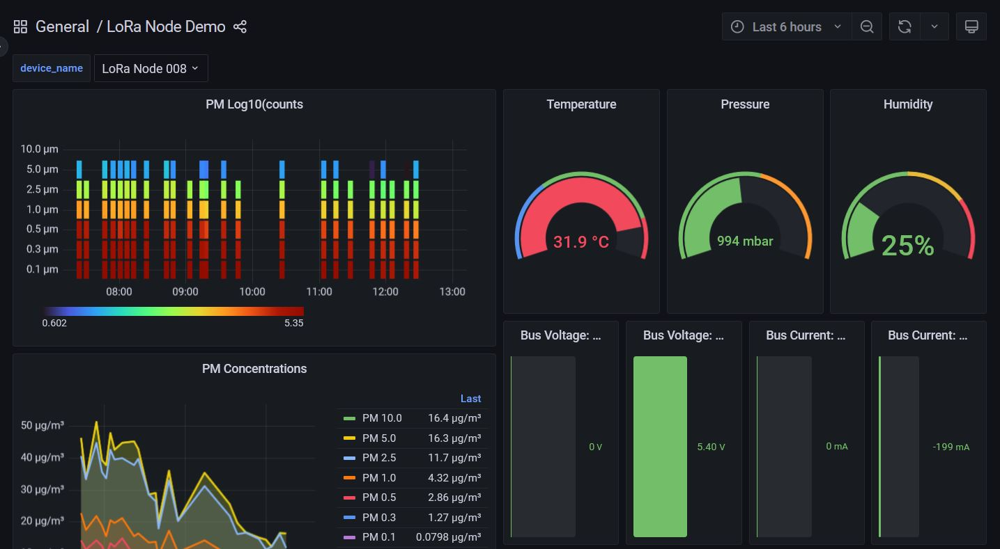 General / LoRa Node Demo
Last 6 hours
device_name
LoRa Node 008
PM Log10(counts
10.0 μm
5.0 μm
2.5 μm
1.0 μm
0.5 μm
0.3 μm
0.1 μm
08:00 09:00 10:00 11:00 12:00 13:00
0.602 5.35
Temperature
31.9 °C
Pressure
994 mbar
Humidity
25%
PM Concentrations
50 μg/m³
40 μg/m³
30 μg/m³
20 μg/m³
Last
PM 10.0 16.4 μg/m³
PM 5.0 16.3 μg/m³
PM 2.5 11.7 μg/m³
PM 1.0 4.32 μg/m³
PM 0.5 2.86 μg/m³
PM 0.3 1.27 μg/m³
PM 0.1 0.0798 μg/m³
Bus Voltage: ...
0 V
Bus Voltage: ...
5.40 V
Bus Current: ...
0 mA
Bus Current: ...
-199 mA